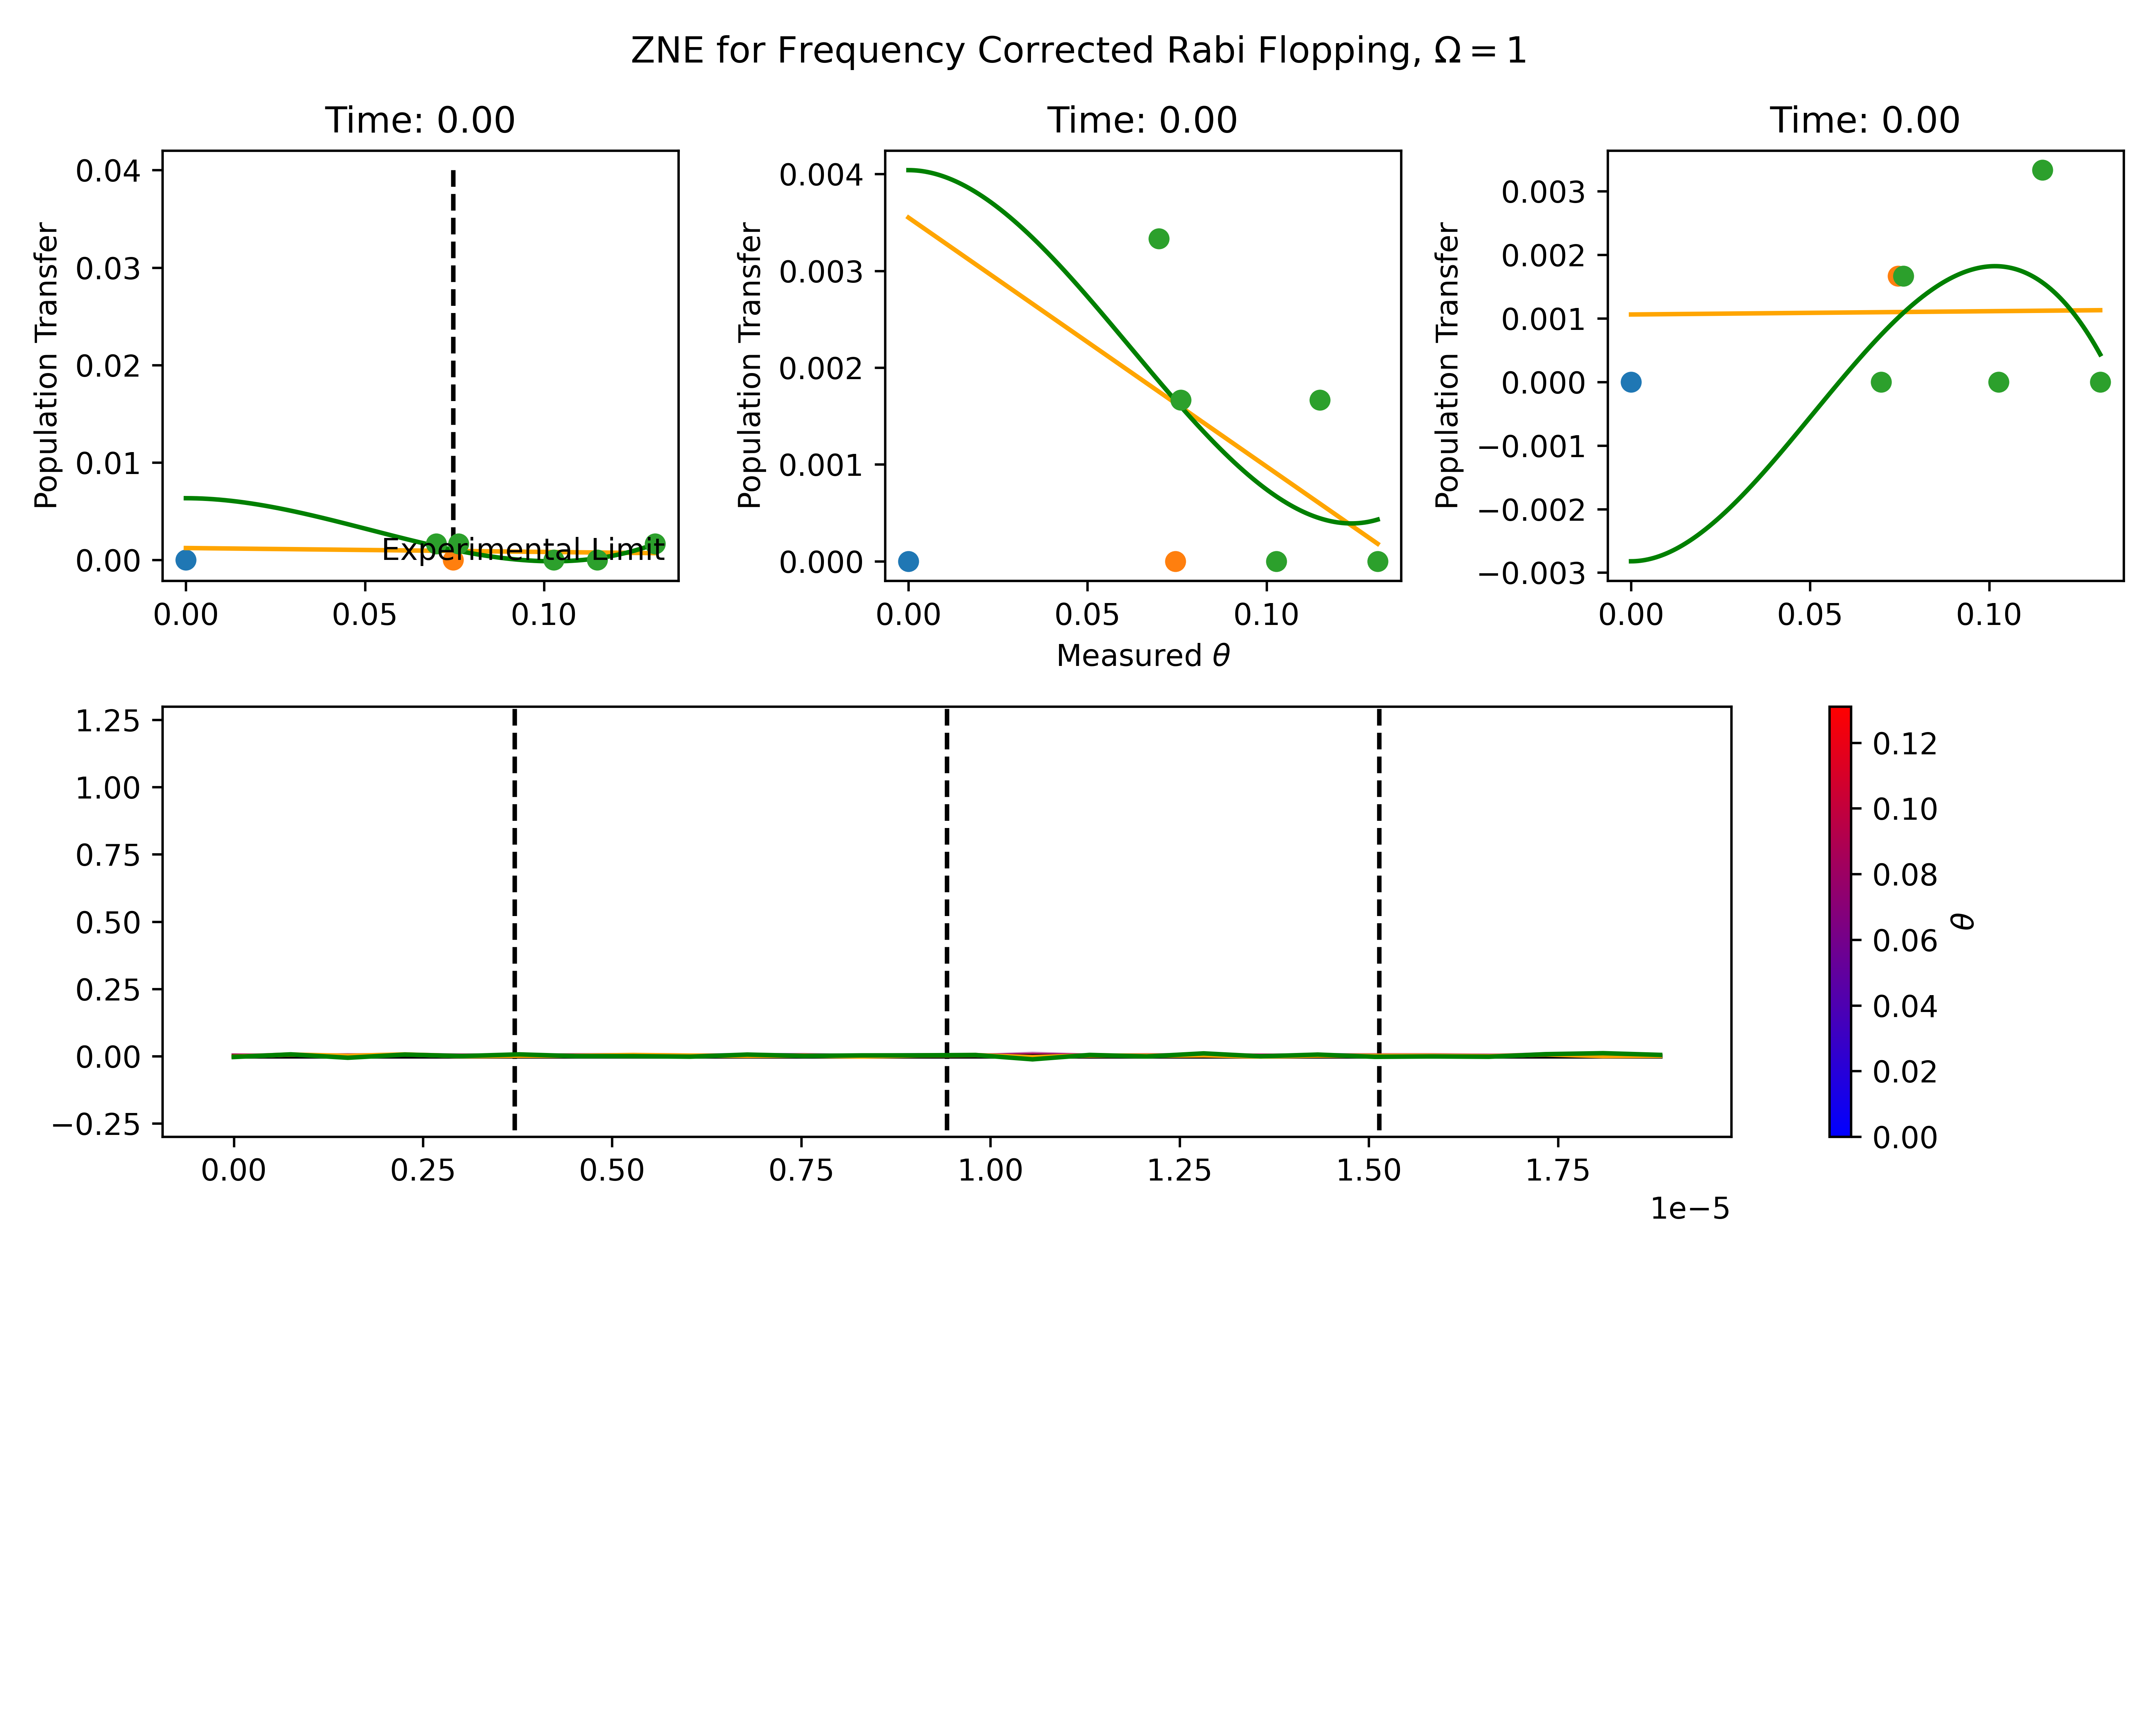 ZNE for Frequency Corrected Rabi Flopping, Ω = 1
Time: 0.00
Time: 0.00
Time: 0.00
Population Transfer
0.04
0.03
0.02
0.01
0.00
Experimental Limit
0.00 0.05 0.10
Population Transfer
0.004
0.003
0.002
0.001
0.000
0.00 0.05 0.10
Measured θ
Population Transfer
0.003
0.002
0.001
0.000
−0.001
−0.002
−0.003
0.00 0.05 0.10
1.25
1.00
0.75
0.50
0.25
0.00
−0.25
0.00 0.25 0.50 0.75 1.00 1.25 1.50 1.75
1e−5
0.12
0.10
0.08
0.06
0.04
0.02
0.00
θ